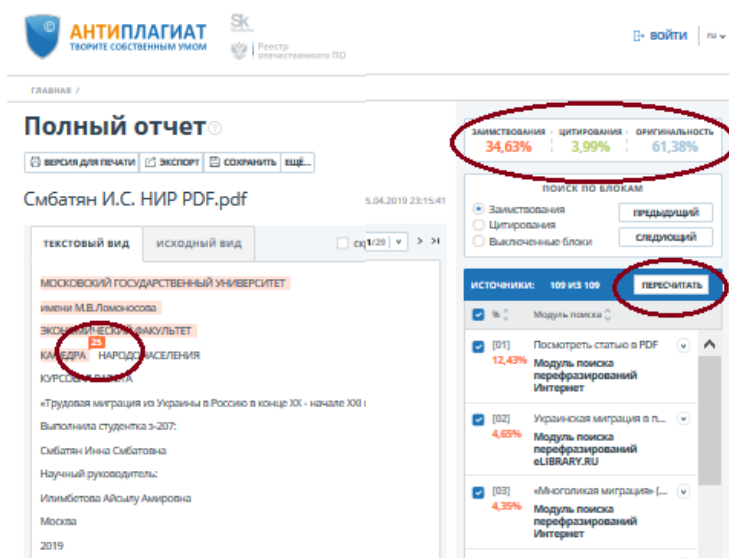 АНТИПЛАГИАТ
ТВОРИТЕ СОБСТВЕННЫМ УМОМ
Sk
Реестр
отечественного ПО
ВОЙТИ
ru
ГЛАВНАЯ /
Полный отчет
ВЕРСИЯ ДЛЯ ПЕЧАТИ ЭКСПОРТ СОХРАНИТЬ ЕЩЁ...
Смбатян И.С. НИР PDF.pdf
5.04.2019 23:15:41
ТЕКСТОВЫЙ ВИД ИСХОДНЫЙ ВИД
1/29
МОСКОВСКИЙ ГОСУДАРСТВЕННЫЙ УНИВЕРСИТЕТ
имени М.В.Ломоносова
ЭКОНОМИЧЕСКИЙ ФАКУЛЬТЕТ
25
КАФЕДРА НАРОДОНАСЕЛЕНИЯ
КУРСОВАЯ РАБОТА
«Трудовая миграция из Украины в Россию в конце XX - начале XXI
Выполнила студентка э-207:
Смбатян Инна Смбатовна
Научный руководитель:
Илимбетова Айсылу Амировна
Москва
2019
ЗАИМСТВОВАНИЯ ЦИТИРОВАНИЯ ОРИГИНАЛЬНОСТЬ
34,63% 3,99% 61,38%
ПОИСК ПО БЛОКАМ
Заимствования
Цитирования
Выключенные блоки
ПРЕДЫДУЩИЙ
СЛЕДУЮЩИЙ
ИСТОЧНИКИ: 109 ИЗ 109 ПЕРЕСЧИТАТЬ
% Модуль поиска
[01] Посмотреть статью в PDF
12,43% Модуль поиска
перефразирований
Интернет
[02] Украинская миграция в п...
4,65% Модуль поиска
перефразирований
eLIBRARY.RU
[03] «Многоликая миграция» (...
4,35% Модуль поиска
перефразирований
Интернет